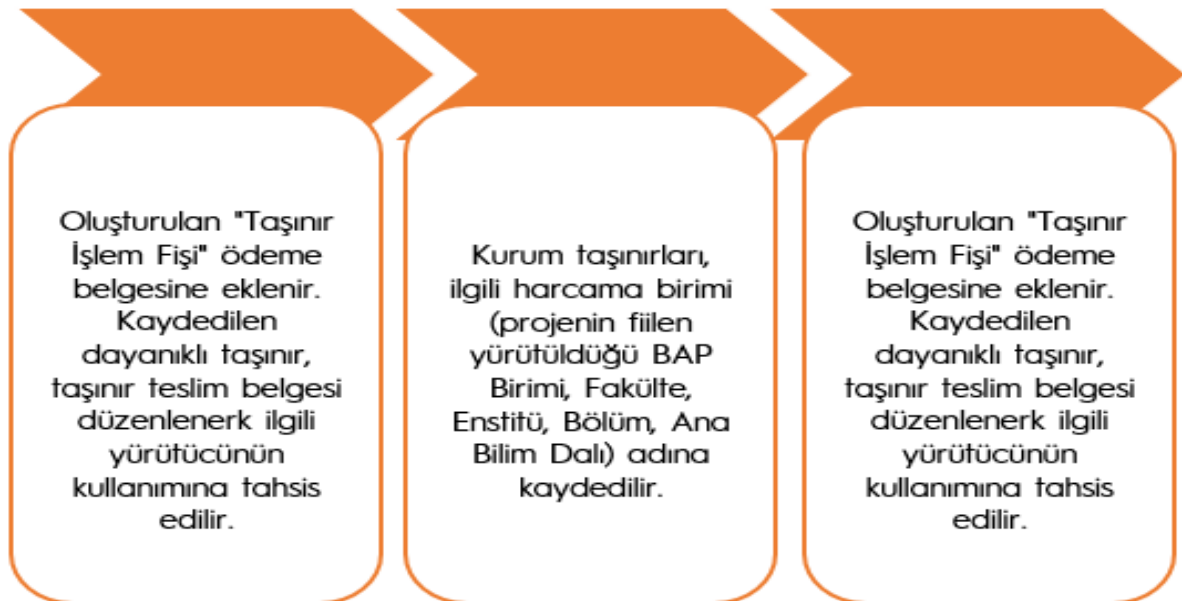 Oluşturulan "Taşınır
İşlem Fişi" ödeme
belgesine eklenir.
Kaydedilen
dayanıklı taşınır,
taşınır teslim belgesi
düzenlenerk ilgili
yürütücünün
kullanımına tahsis
edilir.
Kurum taşınırları,
ilgili harcama birimi
(projenin fiilen
yürütüldüğü BAP
Birimi, Fakülte,
Enstitü, Bölüm, Ana
Bilim Dalı) adına
kaydedilir.
Oluşturulan "Taşınır
İşlem Fişi" ödeme
belgesine eklenir.
Kaydedilen
dayanıklı taşınır,
taşınır teslim belgesi
düzenlenerk ilgili
yürütücünün
kullanımına tahsis
edilir.